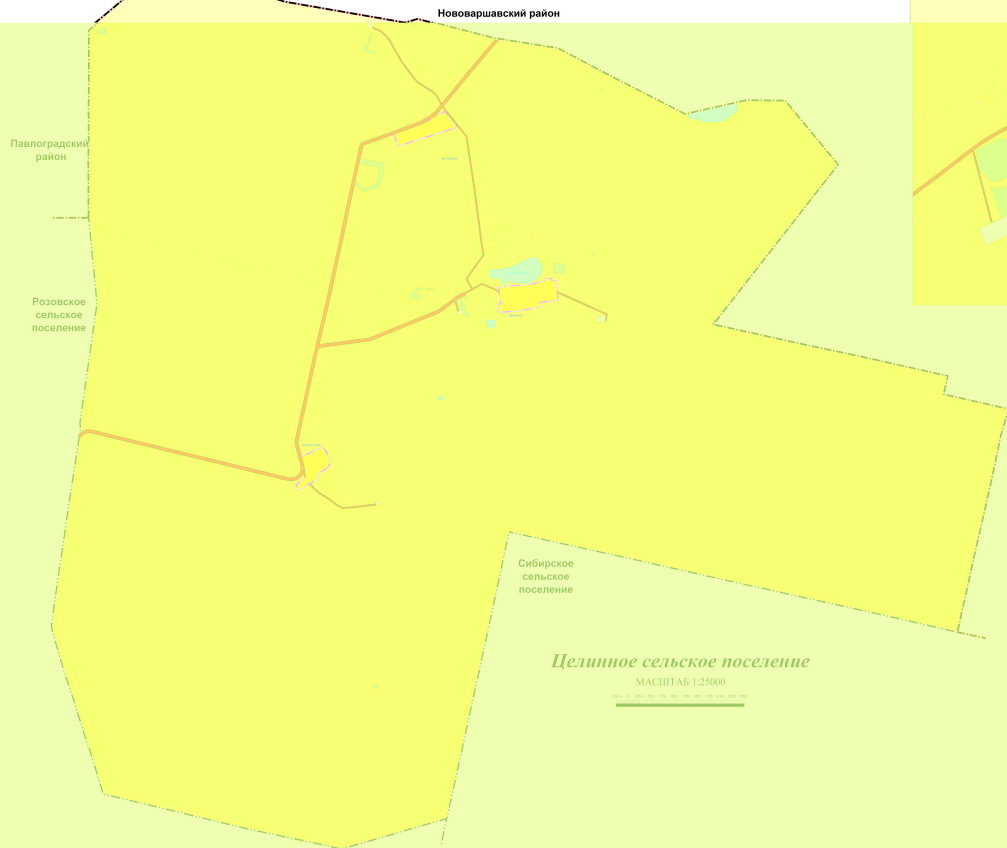 Нововаршавский район
Павлоградский
район
Розовское
сельское
поселение
Сибирское
сельское
поселение
Целинное сельское поселение
МАСШТАБ 1:25000